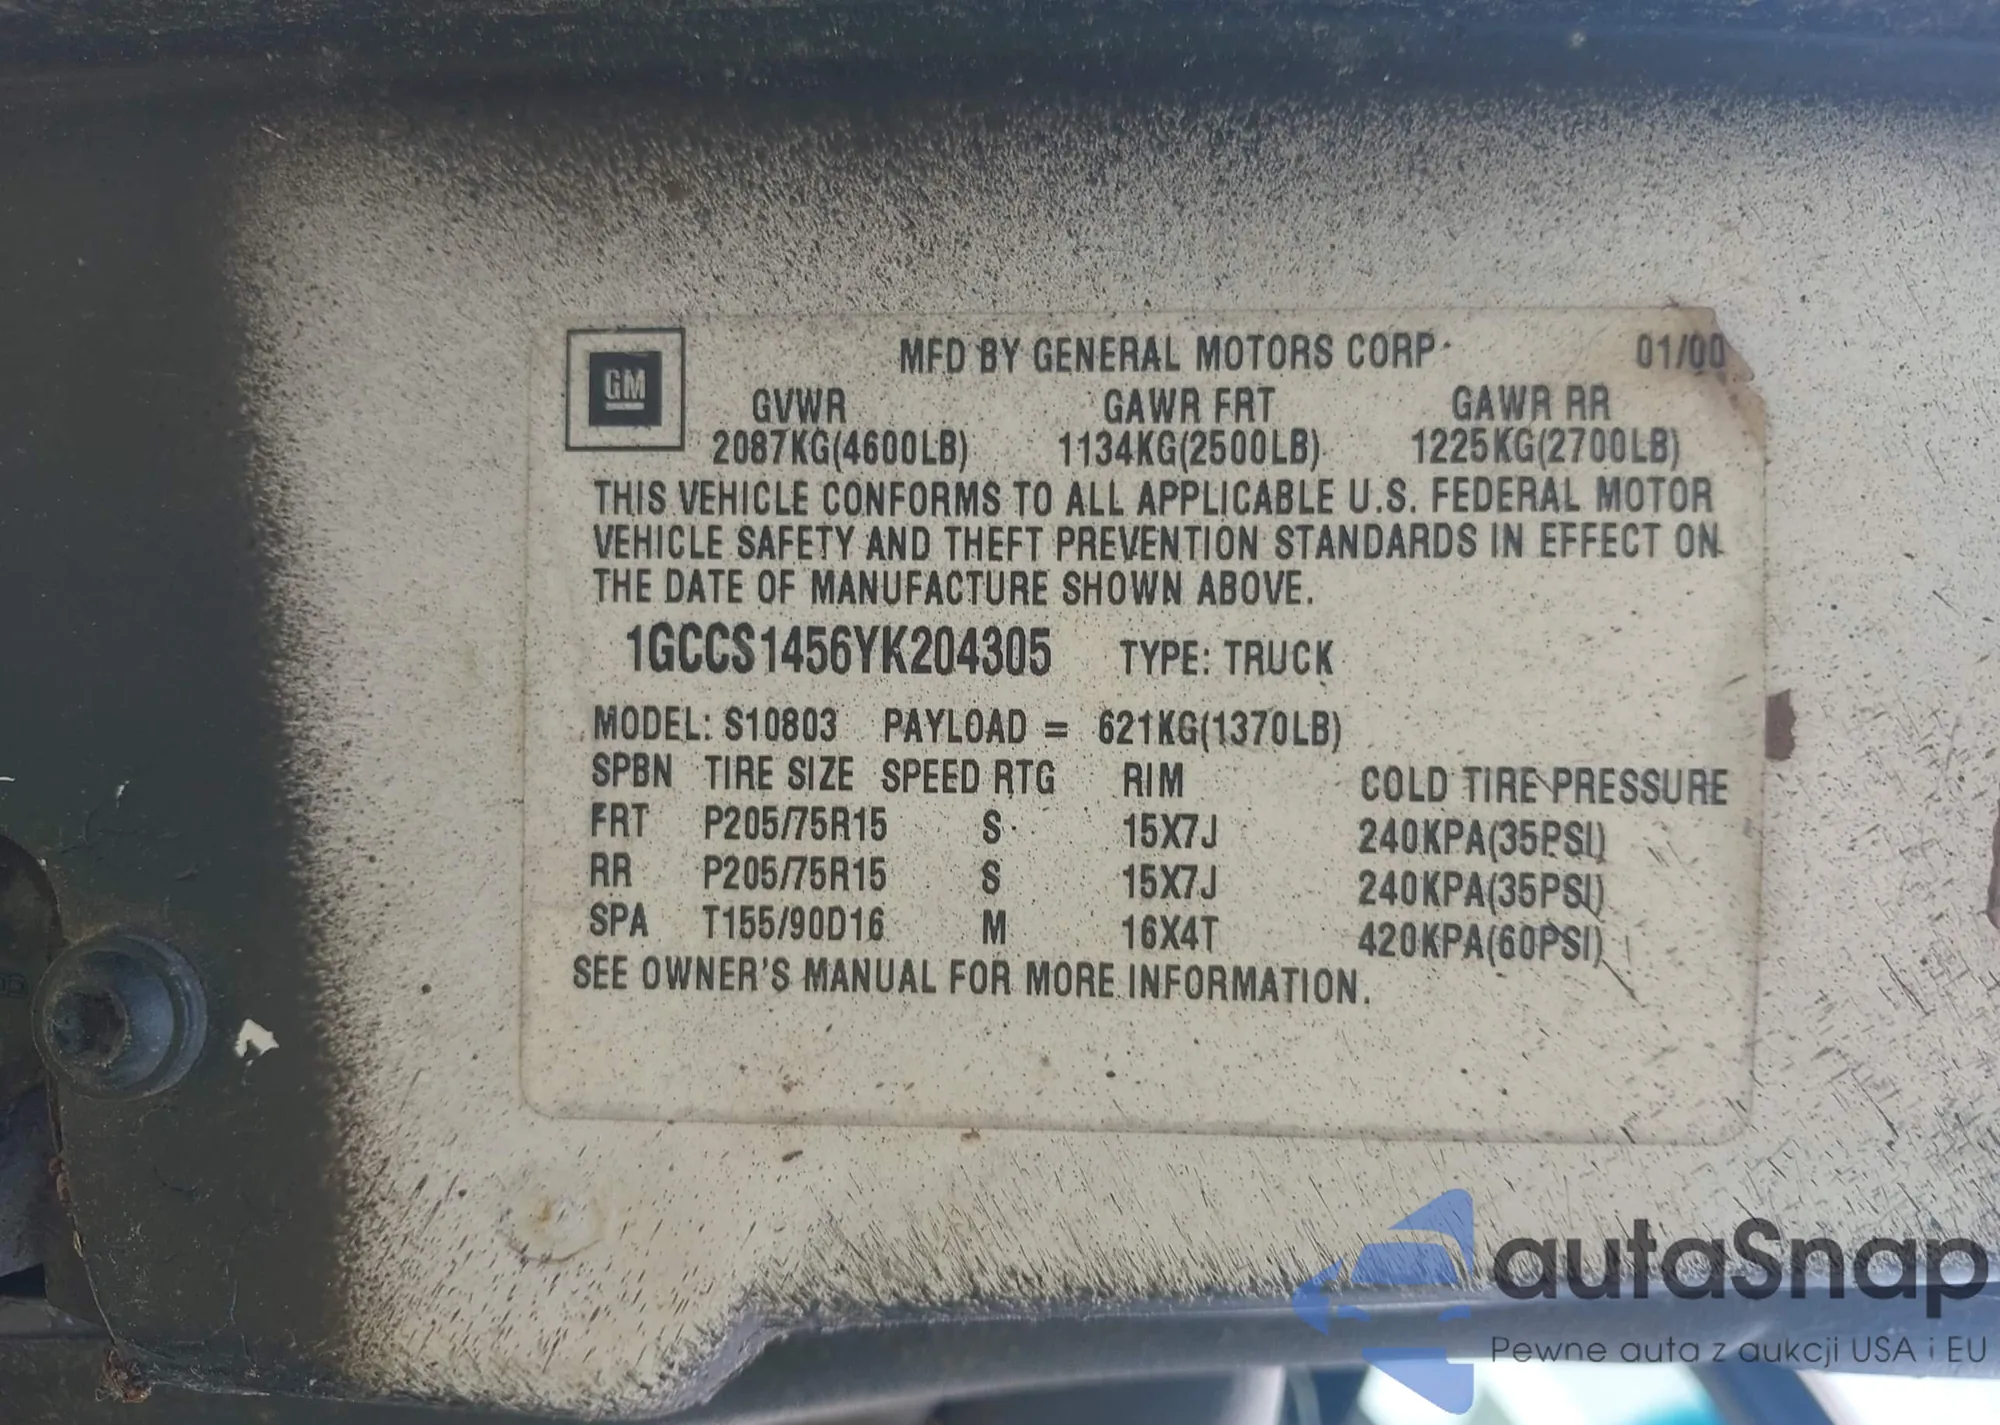 MFD BY GENERAL MOTORS CORP 01/00
GM
GVWR GAWR FRT GAWR RR
2087KG(4600LB) 1134KG(2500LB) 1225KG(2700LB)
THIS VEHICLE CONFORMS TO ALL APPLICABLE U.S. FEDERAL MOTOR
VEHICLE SAFETY AND THEFT PREVENTION STANDARDS IN EFFECT ON
THE DATE OF MANUFACTURE SHOWN ABOVE.
1GCCS1456YK204305 TYPE: TRUCK
MODEL: S10803 PAYLOAD = 621KG(1370LB)
SPBN TIRE SIZE SPEED RTG RIM COLD TIRE PRESSURE
FRT P205/75R15 S 15X7J 240KPA(35PSI)
RR P205/75R15 S 15X7J 240KPA(35PSI)
SPA T155/90D16 M 16X4T 420KPA(60PSI)
SEE OWNER'S MANUAL FOR MORE INFORMATION.
autaSnap
Pewne auta z aukcji USA i EU